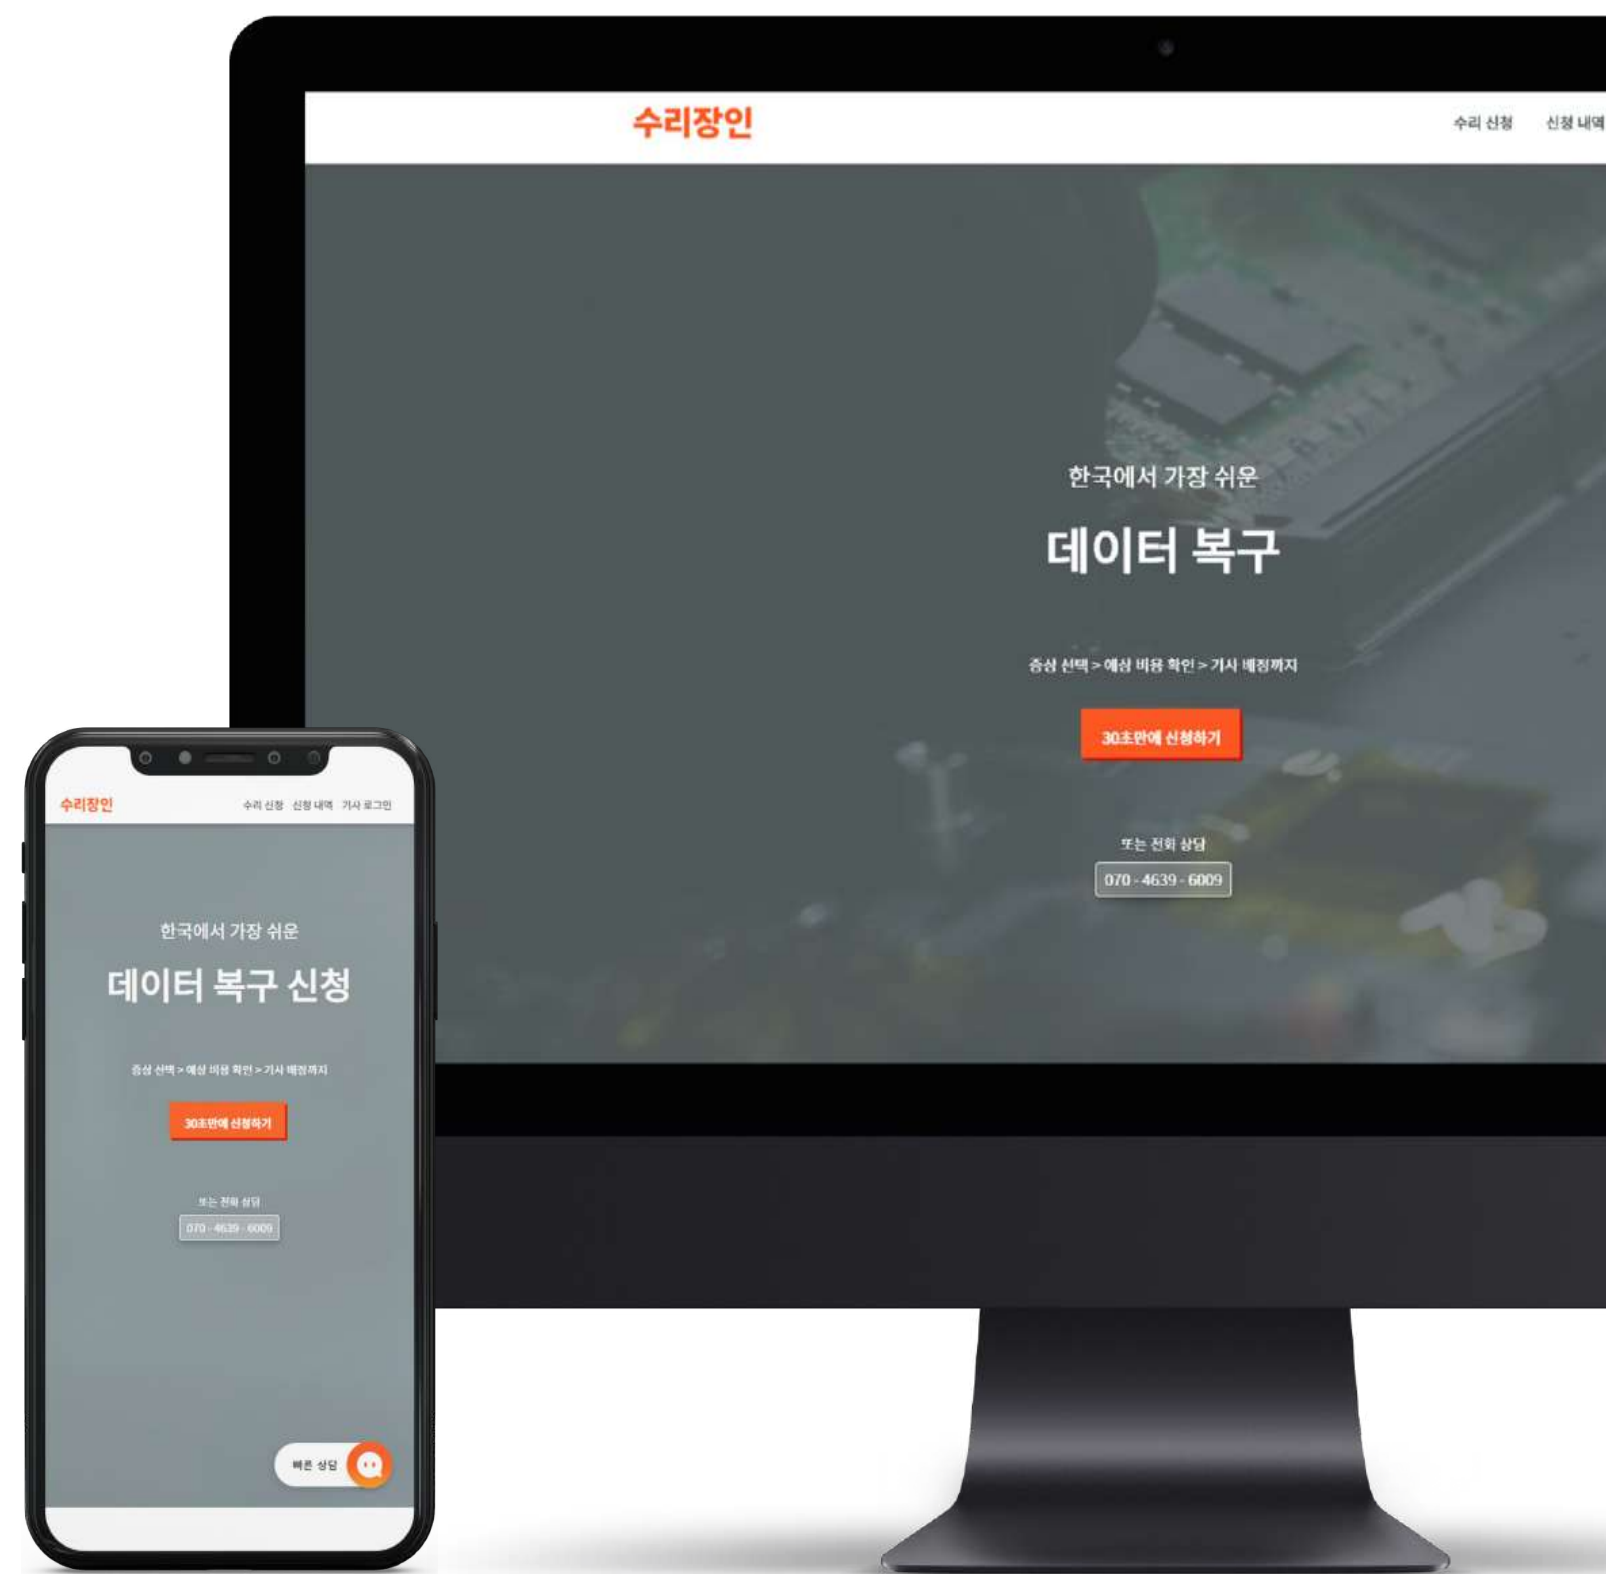 수리장인
수리 신청 신청 내역
한국에서 가장 쉬운
데이터 복구
증상 선택 > 예상 비용 확인 > 기사 배정까지
30초만에 신청하기
또는 전화 상담
070 - 4639 - 6009
수리장인
수리 신청 신청 내역 기사 로그인
한국에서 가장 쉬운
데이터 복구 신청
증상 선택 > 예상 비용 확인 > 기사 배정까지
30초만에 신청하기
또는 전화 상담
070 - 4639 - 6009
빠른 상담